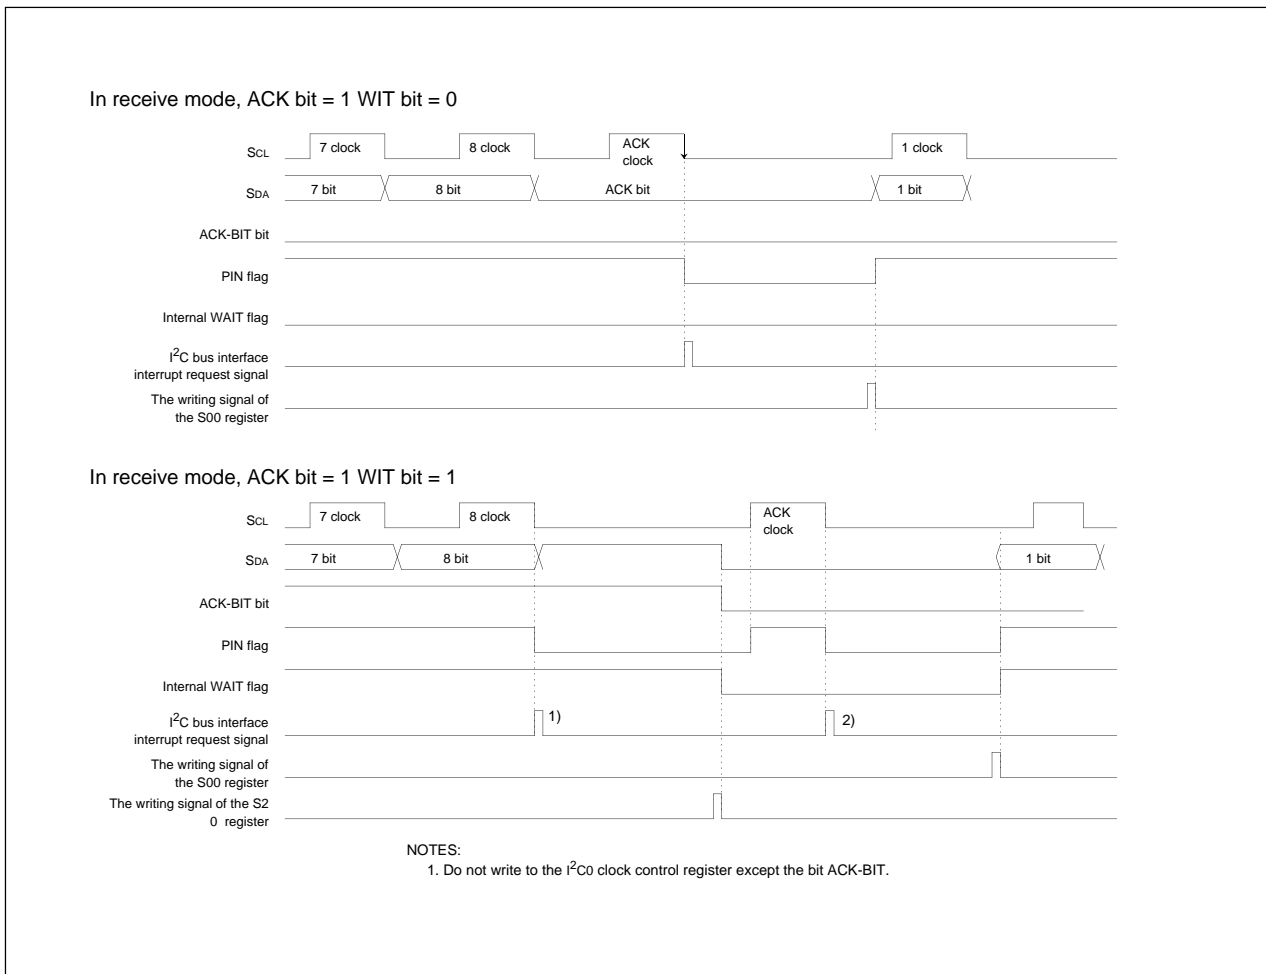 In receive mode, ACK bit = 1 WIT bit = 0
SCL
7 clock
8 clock
ACK
clock
1 clock
SDA
7 bit
8 bit
ACK bit
1 bit
ACK-BIT bit
PIN flag
Internal WAIT flag
I2C bus interface
interrupt request signal
The writing signal of
the S00 register
In receive mode, ACK bit = 1 WIT bit = 1
SCL
7 clock
8 clock
ACK
clock
SDA
7 bit
8 bit
1 bit
ACK-BIT bit
PIN flag
Internal WAIT flag
I2C bus interface
interrupt request signal
1)
2)
The writing signal of
the S00 register
The writing signal of the S2
0 register
NOTES:
1. Do not write to the I2C0 clock control register except the bit ACK-BIT.